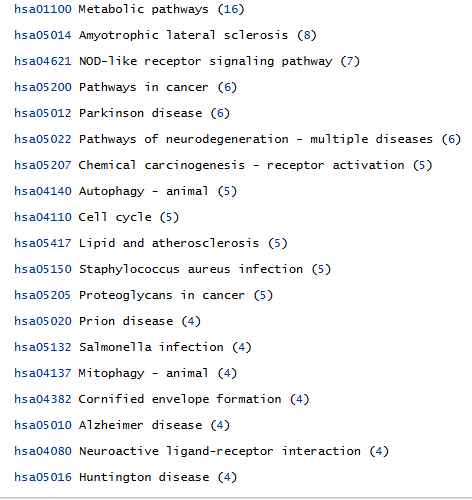 hsa01100 Metabolic pathways (16)
hsa05014 Amyotrophic lateral sclerosis (8)
hsa04621 NOD-like receptor signaling pathway (7)
hsa05200 Pathways in cancer (6)
hsa05012 Parkinson disease (6)
hsa05022 Pathways of neurodegeneration - multiple diseases (6)
hsa05207 Chemical carcinogenesis - receptor activation (5)
hsa04140 Autophagy - animal (5)
hsa04110 Cell cycle (5)
hsa05417 Lipid and atherosclerosis (5)
hsa05150 Staphylococcus aureus infection (5)
hsa05205 Proteoglycans in cancer (5)
hsa05020 Prion disease (4)
hsa05132 Salmonella infection (4)
hsa04137 Mitophagy - animal (4)
hsa04382 Cornified envelope formation (4)
hsa05010 Alzheimer disease (4)
hsa04080 Neuroactive ligand-receptor interaction (4)
hsa05016 Huntington disease (4)